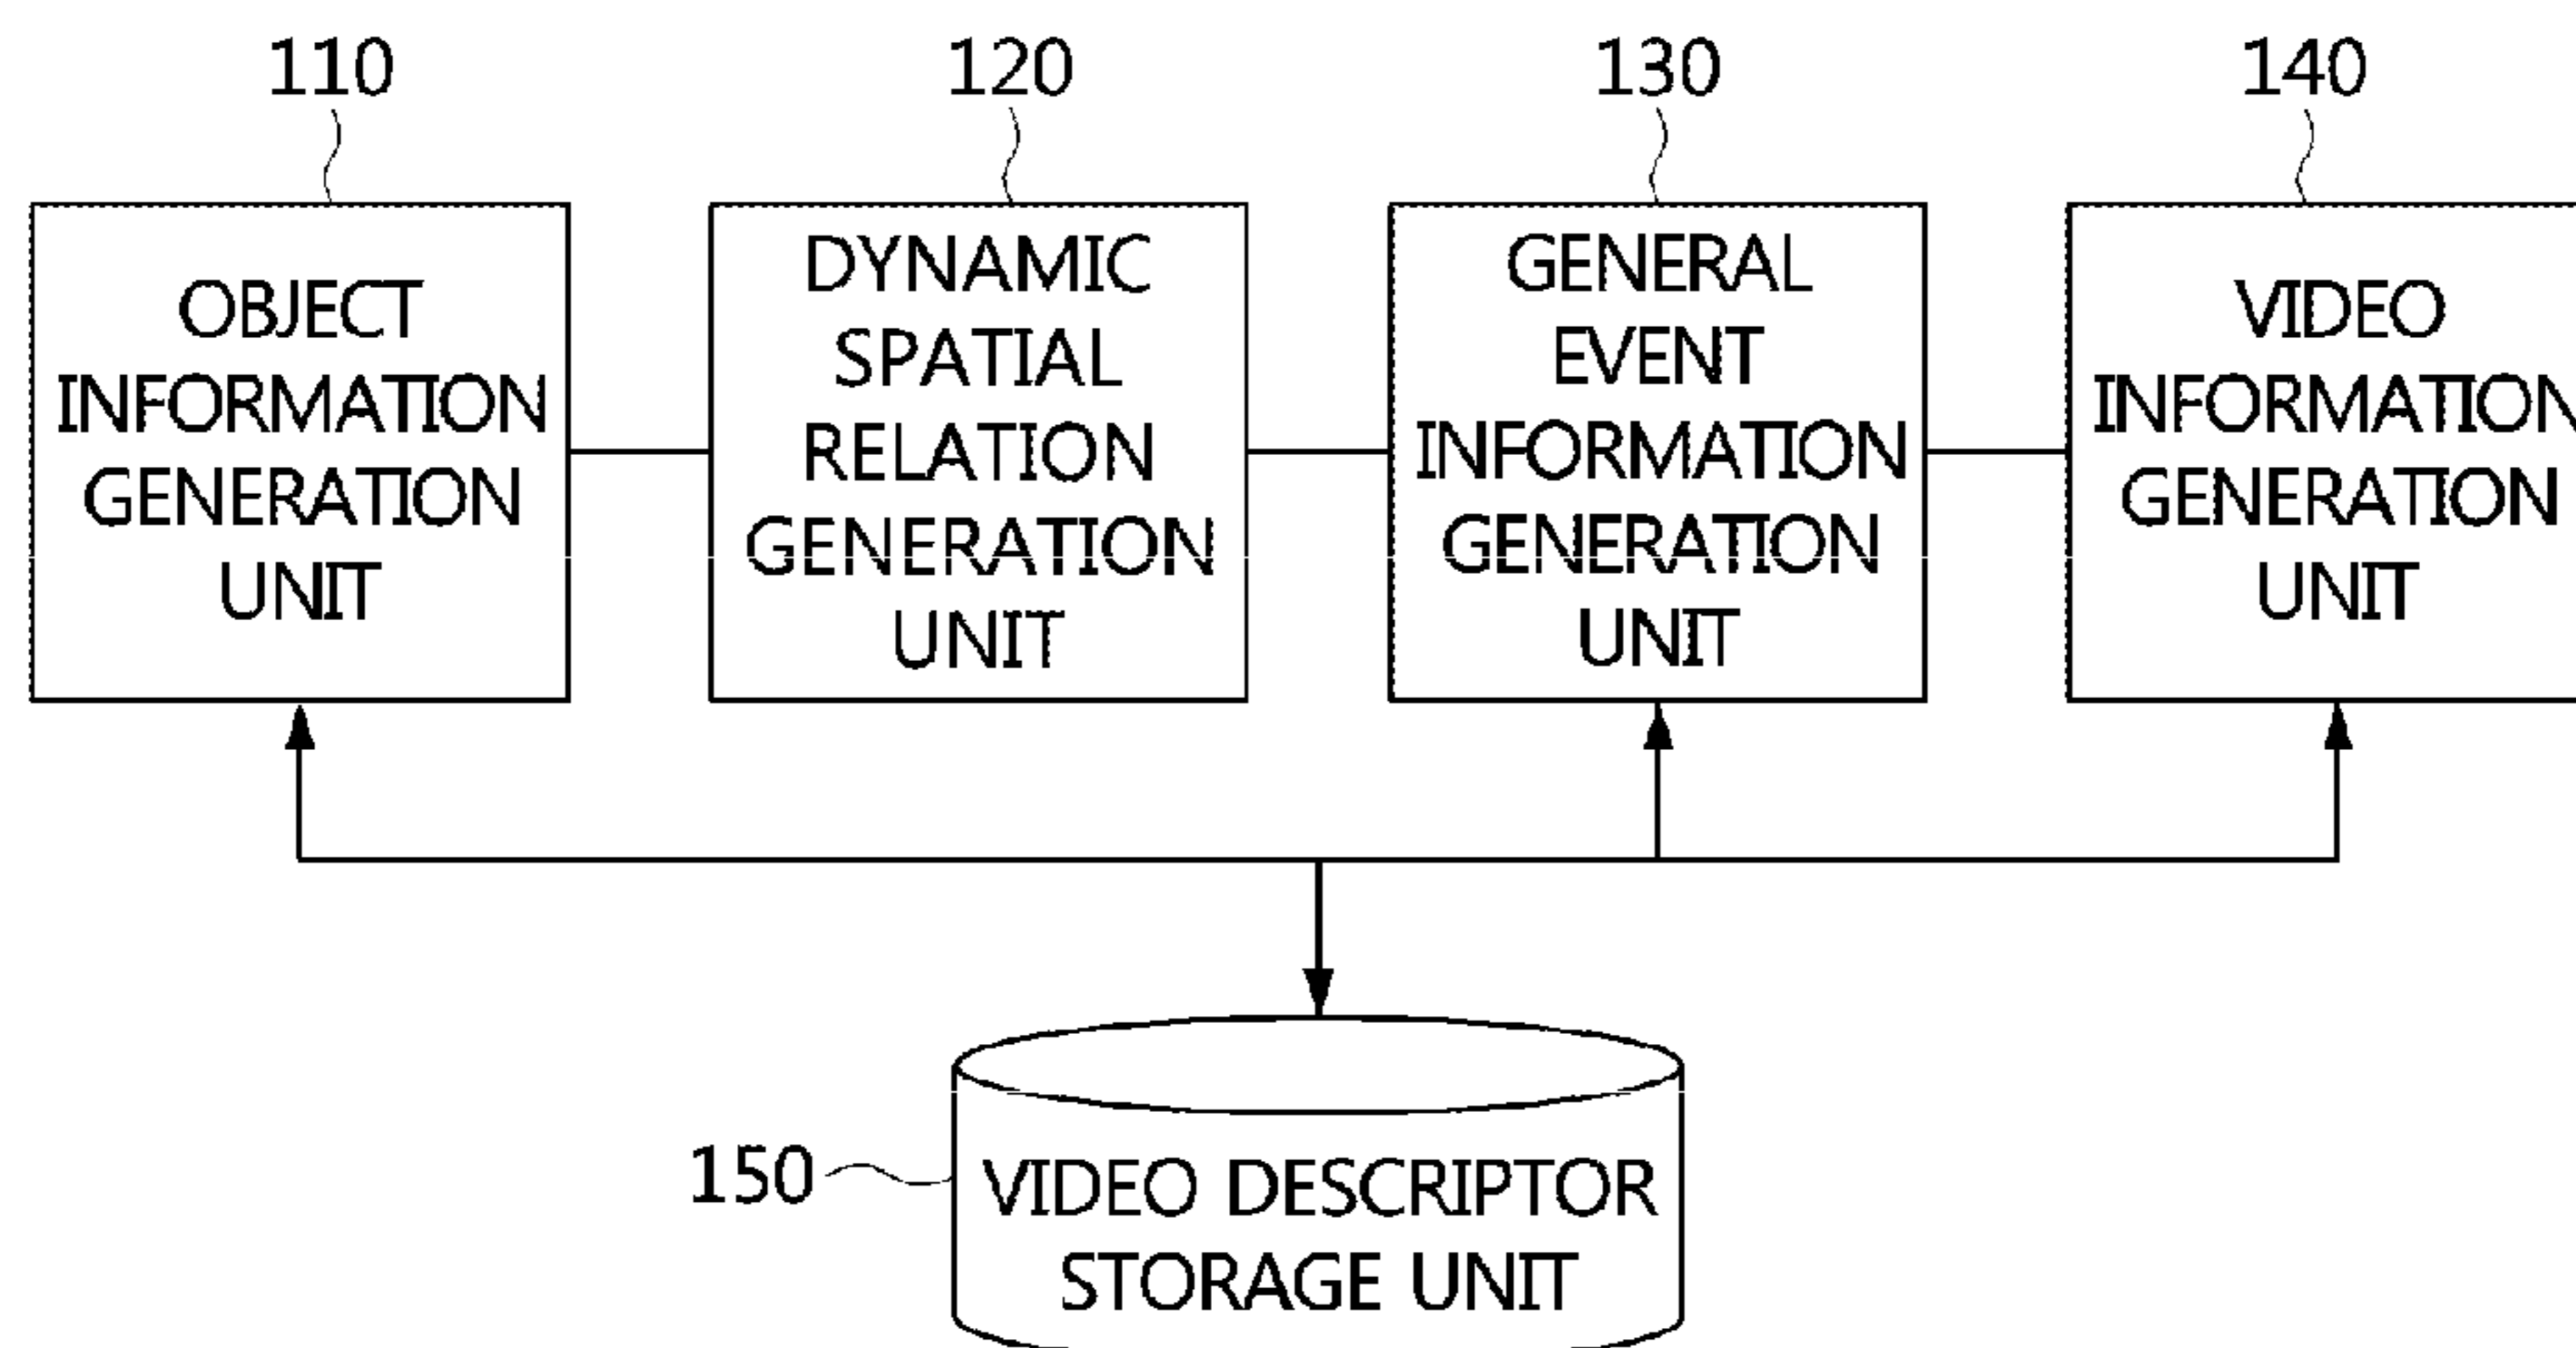 110
120
130
140
OBJECT
INFORMATION
GENERATION
UNIT
DYNAMIC
SPATIAL
RELATION
GENERATION
UNIT
GENERAL
EVENT
INFORMATION
GENERATION
UNIT
VIDEO
INFORMATION
GENERATION
UNIT
150
VIDEO DESCRIPTOR
STORAGE UNIT